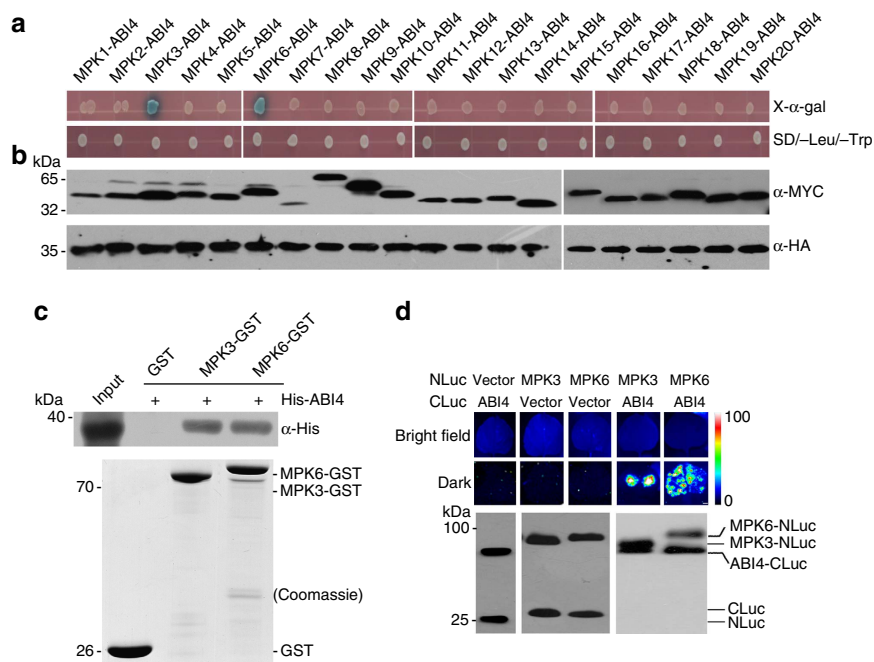 a
MPK1-ABI4
MPK2-ABI4
MPK3-ABI4
MPK4-ABI4
MPK5-ABI4
MPK6-ABI4
MPK7-ABI4
MPK8-ABI4
MPK9-ABI4
MPK10-ABI4
MPK11-ABI4
MPK12-ABI4
MPK13-ABI4
MPK14-ABI4
MPK15-ABI4
MPK16-ABI4
MPK17-ABI4
MPK18-ABI4
MPK19-ABI4
MPK20-ABI4
X-α-gal
SD/–Leu/–Trp
b
kDa
65 -
α-MYC
32 -
35 -
α-HA
c
Input
GST
MPK3-GST
MPK6-GST
kDa
+ + + His-ABI4
40 -
α-His
70 -
MPK6-GST
MPK3-GST
(Coomassie)
26 -
GST
d
NLuc Vector MPK3 MPK6 MPK3 MPK6
CLuc ABI4 Vector Vector ABI4 ABI4
Bright field
100
Dark
0
kDa
100 -
MPK6-NLuc
MPK3-NLuc
ABI4-CLuc
25 -
CLuc
NLuc